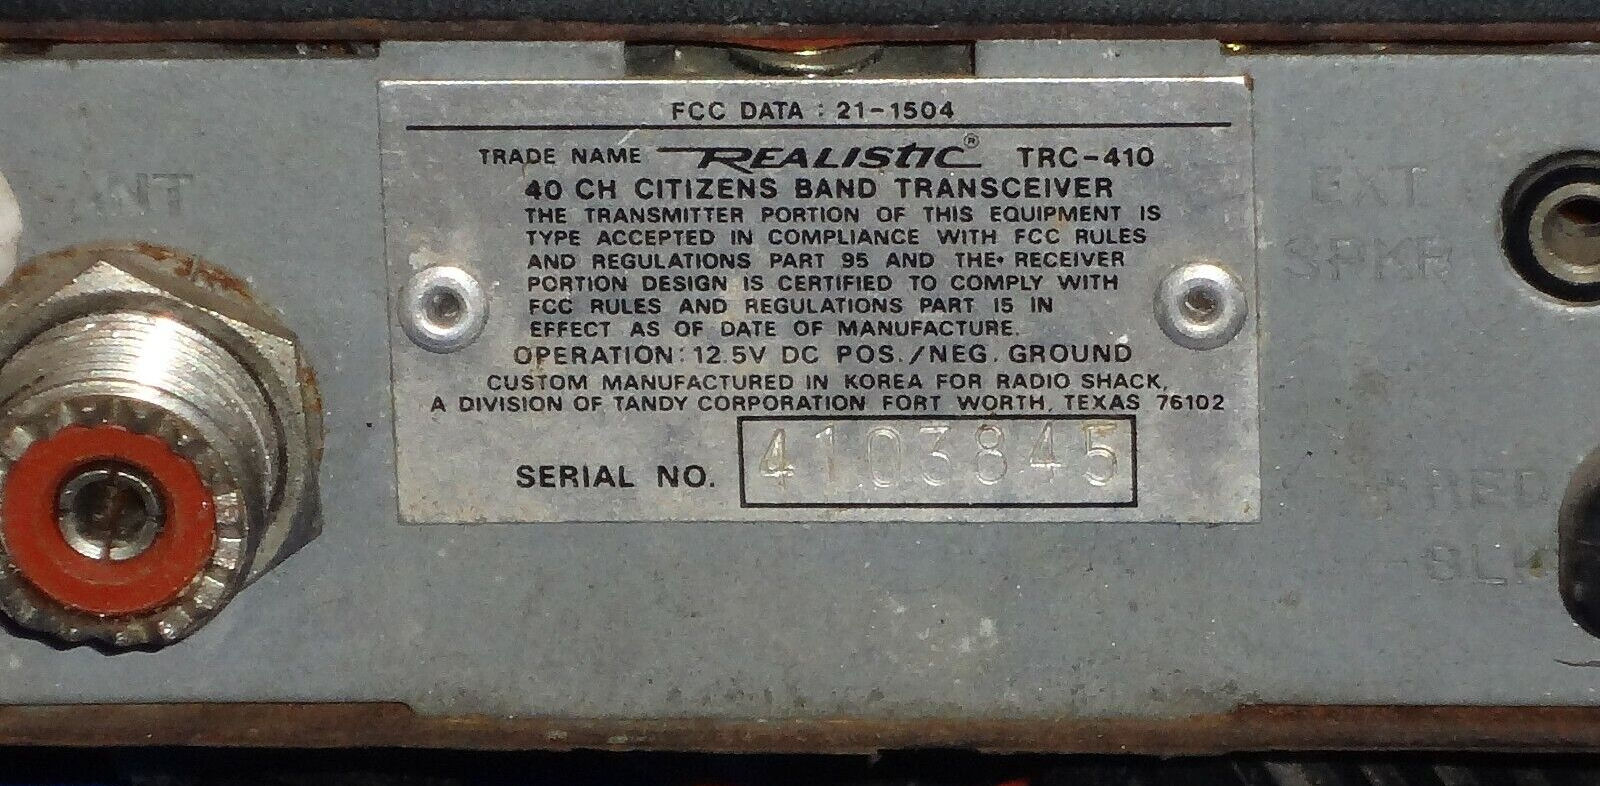 FCC DATA : 21-1504
TRADE NAME REALISTIC® TRC-410
40 CH CITIZENS BAND TRANSCEIVER
THE TRANSMITTER PORTION OF THIS EQUIPMENT IS
TYPE ACCEPTED IN COMPLIANCE WITH FCC RULES
AND REGULATIONS PART 95 AND THE RECEIVER
PORTION DESIGN IS CERTIFIED TO COMPLY WITH
FCC RULES AND REGULATIONS PART 15 IN
EFFECT AS OF DATE OF MANUFACTURE.
OPERATION: 12.5V DC POS./NEG. GROUND
CUSTOM MANUFACTURED IN KOREA FOR RADIO SHACK,
A DIVISION OF TANDY CORPORATION FORT WORTH, TEXAS 76102
SERIAL NO. 4103845
ANT
EXT
SPKR
+ RED
- BLK